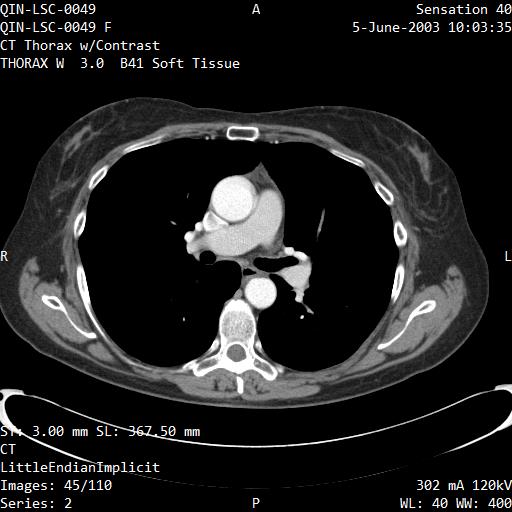 QIN-LSC-0049 A Sensation 40
QIN-LSC-0049 F 5-June-2003 10:03:35
CT Thorax w/Contrast
THORAX W 3.0 B41 Soft Tissue
R L
ST: 3.00 mm SL: 367.50 mm
CT
LittleEndianImplicit
Images: 45/110 302 mA 120kV
Series: 2 P WL: 40 WW: 400